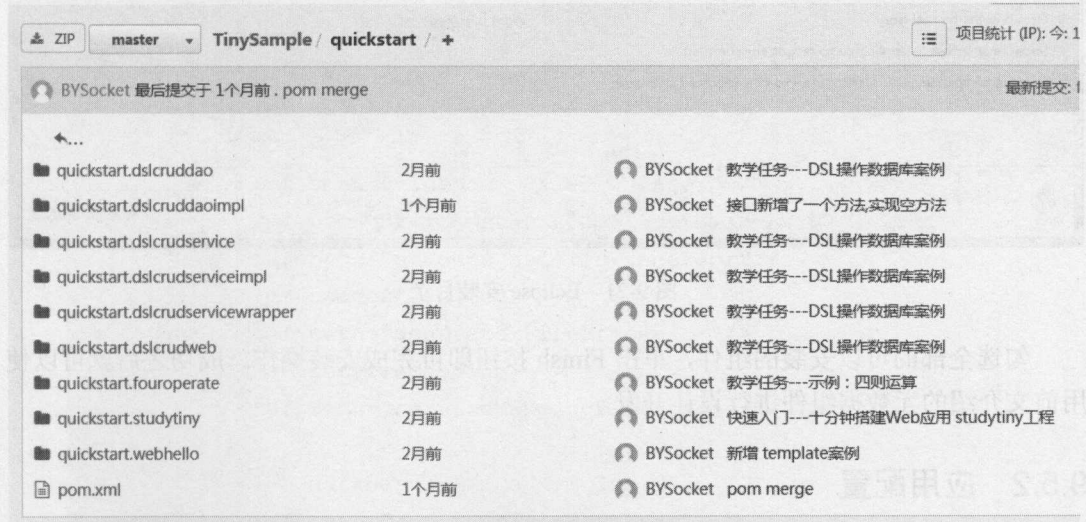 ZIP master TinySample / quickstart / + 项目统计 (IP): 今: 1
BYSocket 最后提交于 1个月前 . pom merge 最新提交: f
...
quickstart.dslcruddao 2月前 BYSocket 教学任务---DSL操作数据库案例
quickstart.dslcruddaoimpl 1个月前 BYSocket 接口新增了一个方法,实现空方法
quickstart.dslcrudservice 2月前 BYSocket 教学任务---DSL操作数据库案例
quickstart.dslcrudserviceimpl 2月前 BYSocket 教学任务---DSL操作数据库案例
quickstart.dslcrudservicewrapper 2月前 BYSocket 教学任务---DSL操作数据库案例
quickstart.dslcrudweb 2月前 BYSocket 教学任务---DSL操作数据库案例
quickstart.fouroperate 2月前 BYSocket 教学任务---示例：四则运算
quickstart.studytiny 2月前 BYSocket 快速入门---十分钟搭建Web应用 studytiny工程
quickstart.webhello 2月前 BYSocket 新增 template案例
pom.xml 1个月前 BYSocket pom merge